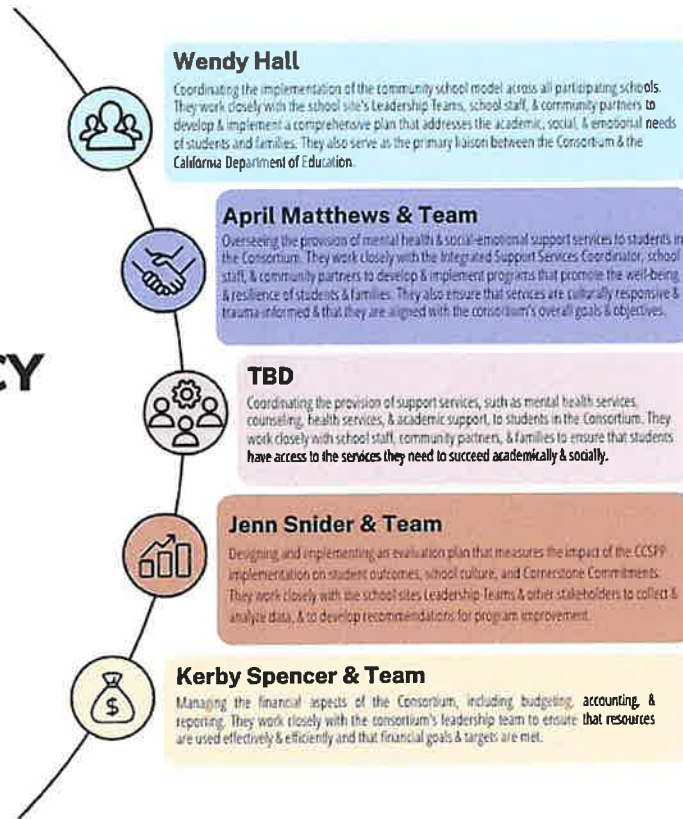 CY
Wendy Hall
Coordinating the implementation of the community school model across all participating schools.
They work closely with the school site's Leadership Teams, school staff, & community partners to
develop & implement a comprehensive plan that addresses the academic, social, & emotional needs
of students and families. They also serve as the primary liaison between the Consortium & the
California Department of Education.
April Matthews & Team
Overseeing the provision of mental health & social-emotional support services to students in
the Consortium. They work closely with the Integrated Support Services Coordinator, school
staff, & community partners to develop & implement programs that promote the well-being
& resilience of students & families. They also ensure that services are culturally responsive &
trauma-informed & that they are aligned with the consortium's overall goals & objectives.
TBD
Coordinating the provision of support services, such as mental health services,
counseling, health services, & academic support, to students in the Consortium. They
work closely with school staff, community partners, & families to ensure that students
have access to the services they need to succeed academically & socially.
Jenn Snider & Team
Designing and implementing an evaluation plan that measures the impact of the CCSPP
implementation on student outcomes, school culture, and Cornerstone Commitments.
They work closely with the school sites Leadership Teams & other stakeholders to collect &
analyze data, & to develop recommendations for program improvement.
$
Kerby Spencer & Team
Managing the financial aspects of the Consortium, including budgeting, accounting, &
reporting. They work closely with the consortium's leadership team to ensure that resources
are used effectively & efficiently and that financial goals & targets are met.